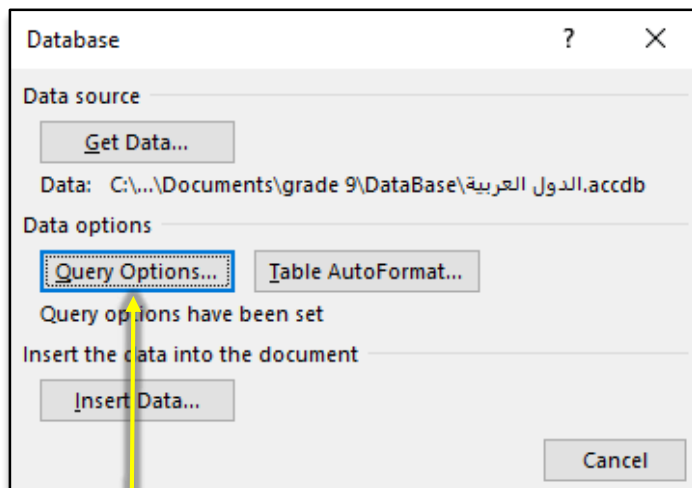 Database ? ×
Data source
Get Data...
Data: C:\...\Documents\grade 9\DataBase\الدول العربية.accdb
Data options
Query Options... Table AutoFormat...
Query options have been set
Insert the data into the document
Insert Data...
Cancel